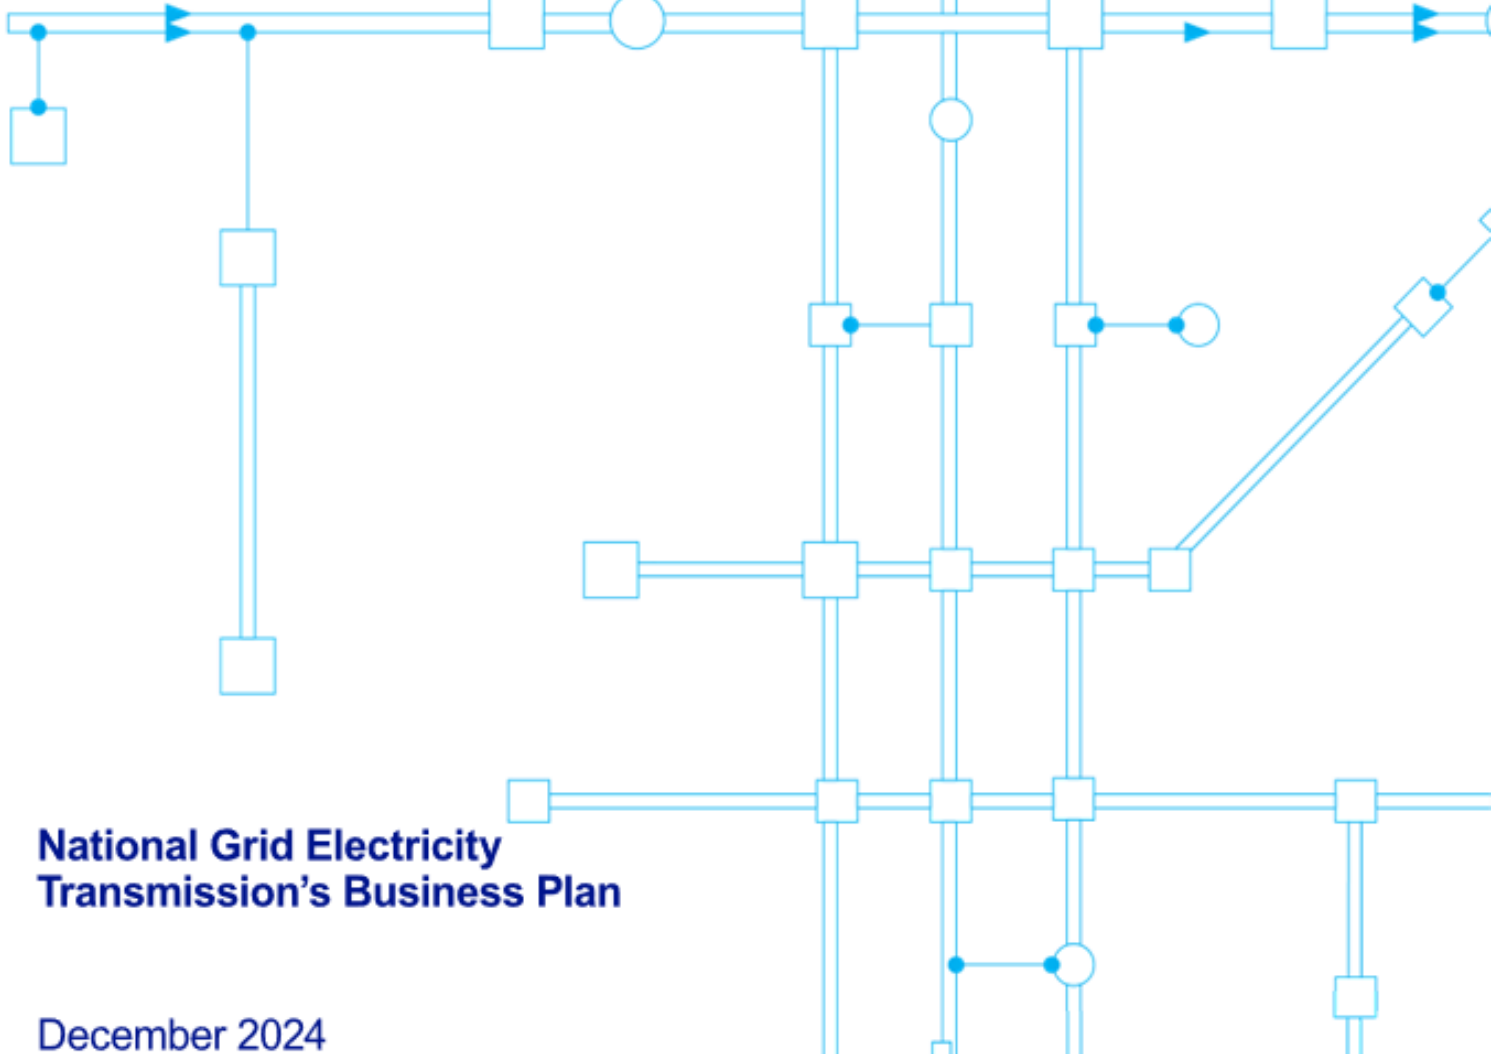 National Grid Electricity
Transmission’s Business Plan
December 2024